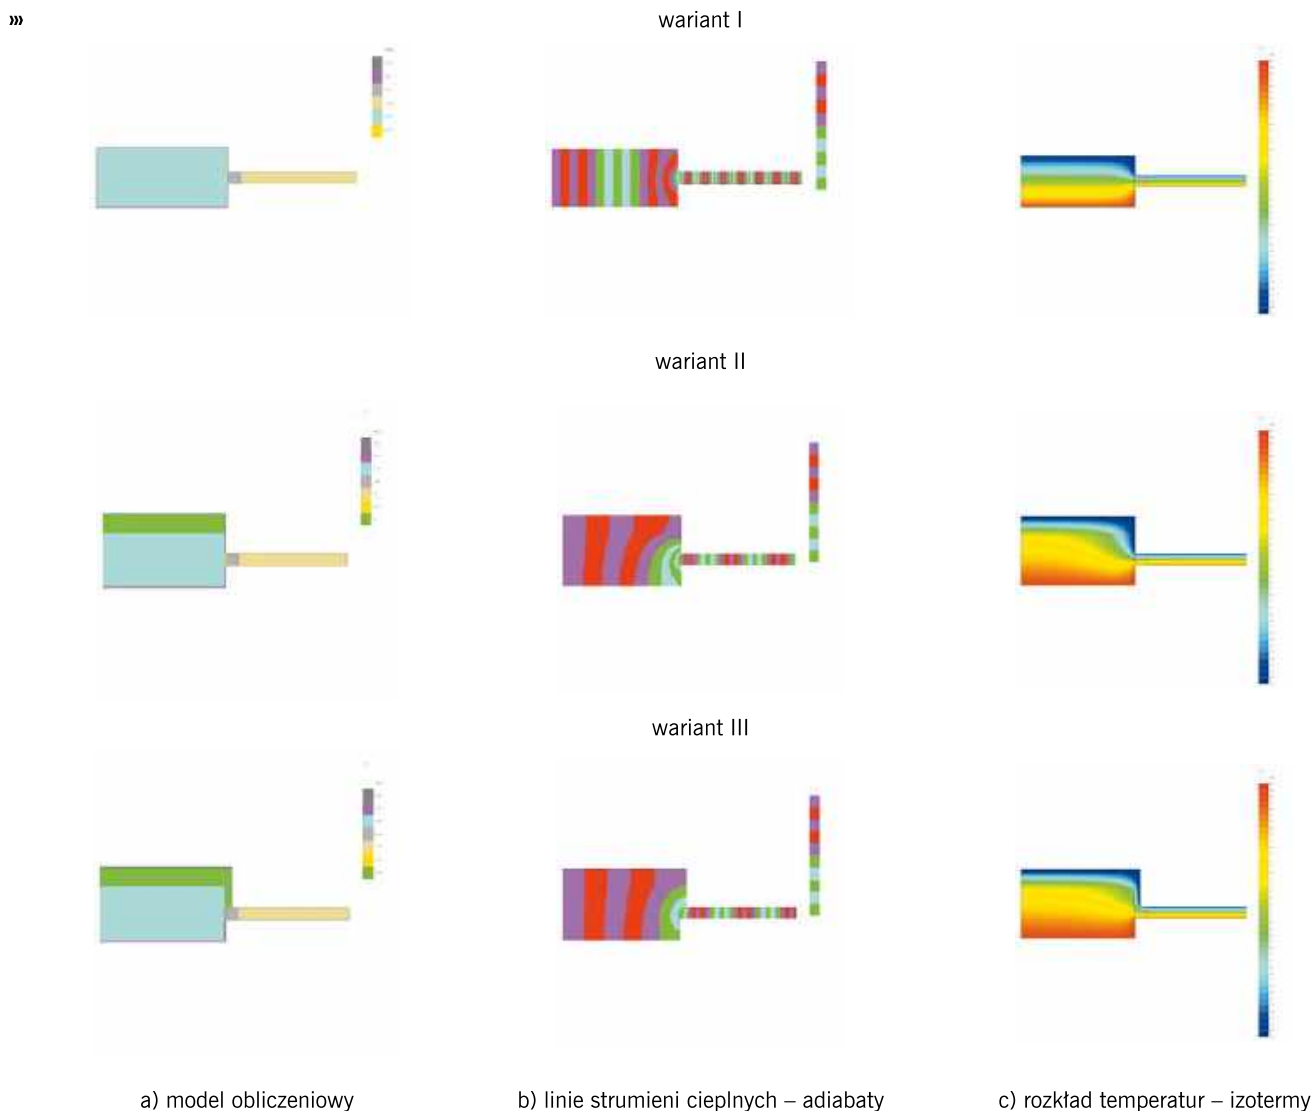 »»
wariant I
wariant II
wariant III
a) model obliczeniowy
b) linie strumieni cieplnych – adiabaty
c) rozkład temperatur – izotermy